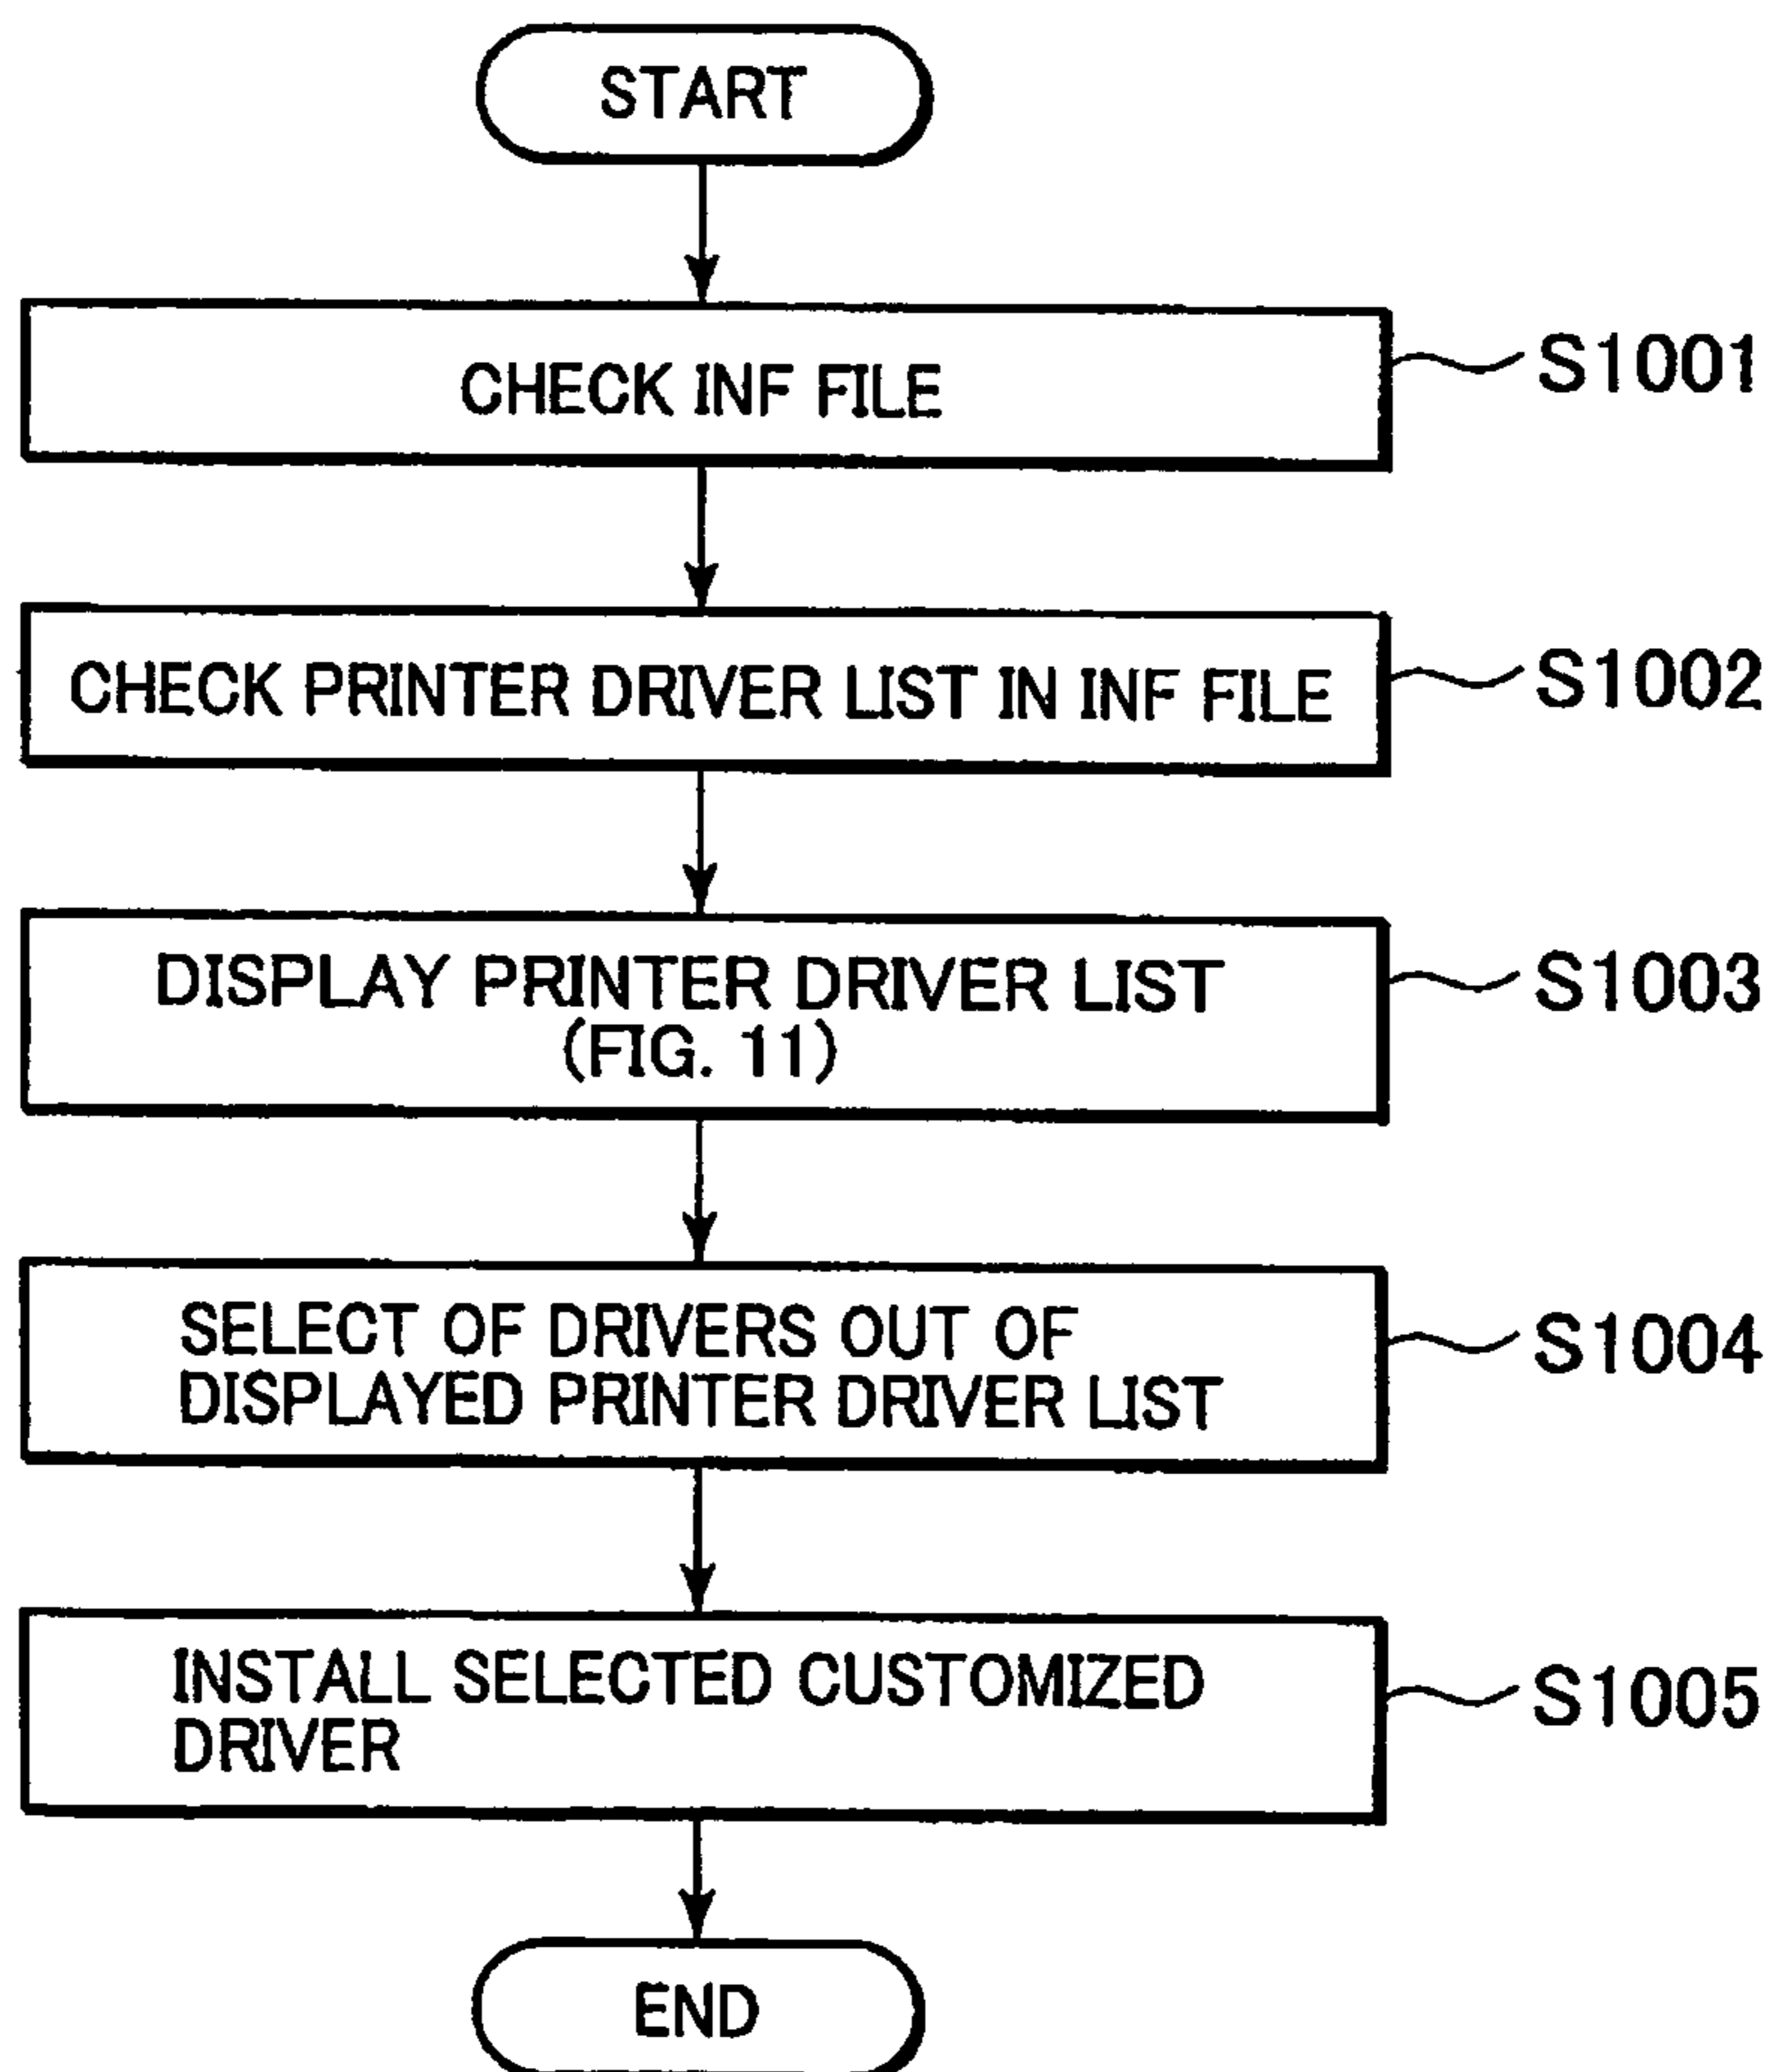 START
CHECK INF FILE
S1001
CHECK PRINTER DRIVER LIST IN INF FILE
S1002
DISPLAY PRINTER DRIVER LIST
(FIG. 11)
S1003
SELECT OF DRIVERS OUT OF
DISPLAYED PRINTER DRIVER LIST
S1004
INSTALL SELECTED CUSTOMIZED
DRIVER
S1005
END